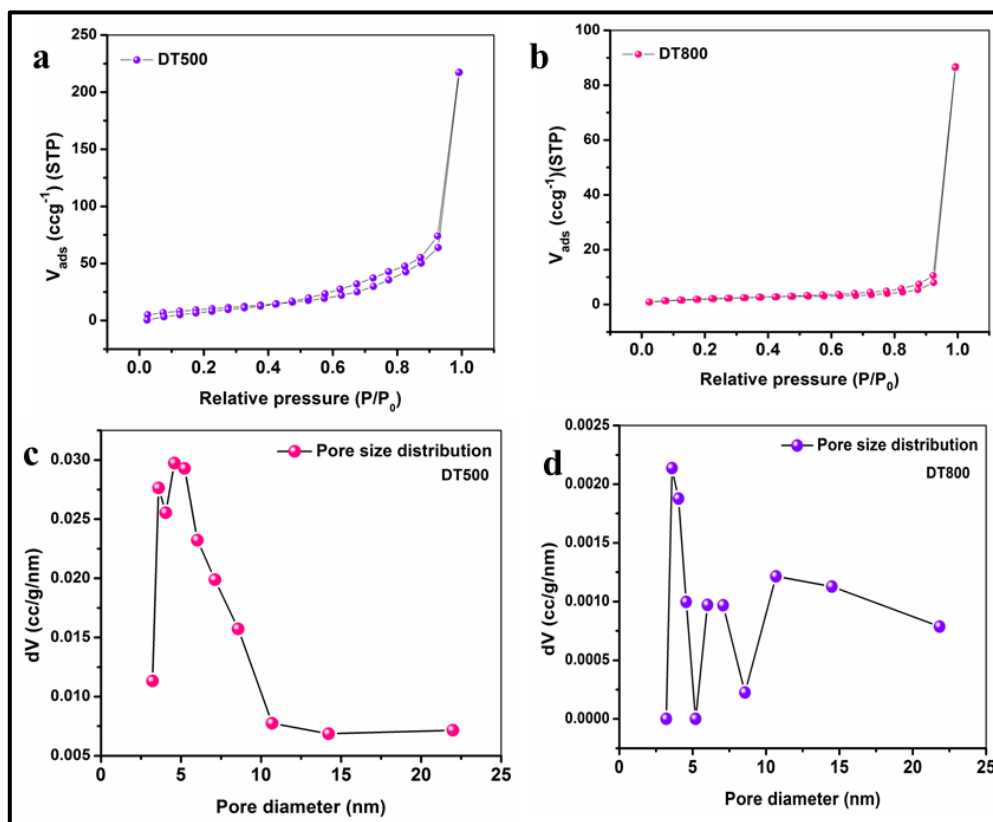 a
DT500
V_ads (ccg⁻¹) (STP)
250
200
150
100
50
0
0.0 0.2 0.4 0.6 0.8 1.0
Relative pressure (P/P₀)
b
DT800
V_ads (ccg⁻¹)(STP)
100
80
60
40
20
0
-20
0.0 0.2 0.4 0.6 0.8 1.0
Relative pressure (P/P₀)
c
Pore size distribution
DT500
dV (cc/g/nm)
0.030
0.025
0.020
0.015
0.010
0.005
0 5 10 15 20 25
Pore diameter (nm)
d
Pore size distribution
DT800
dV (cc/g/nm)
0.0025
0.0020
0.0015
0.0010
0.0005
0.0000
0 5 10 15 20 25
Pore diameter (nm)